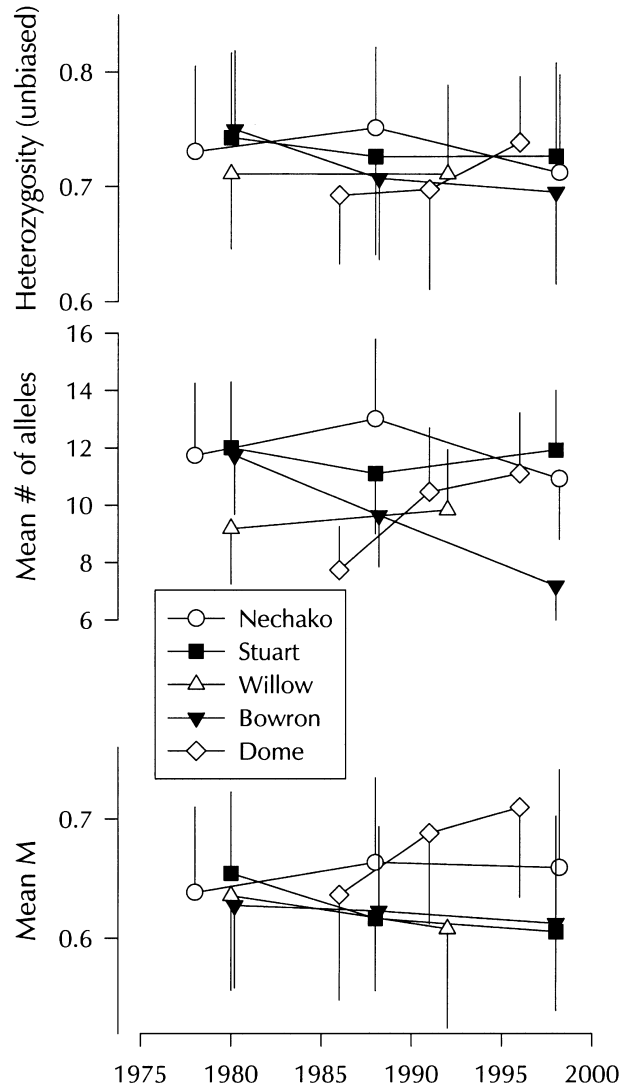 Heterozygosity (unbiased)
0.8
0.7
0.6
Mean # of alleles
16
14
12
10
8
6
Nechako
Stuart
Willow
Bowron
Dome
Mean M
0.7
0.6
1975 1980 1985 1990 1995 2000